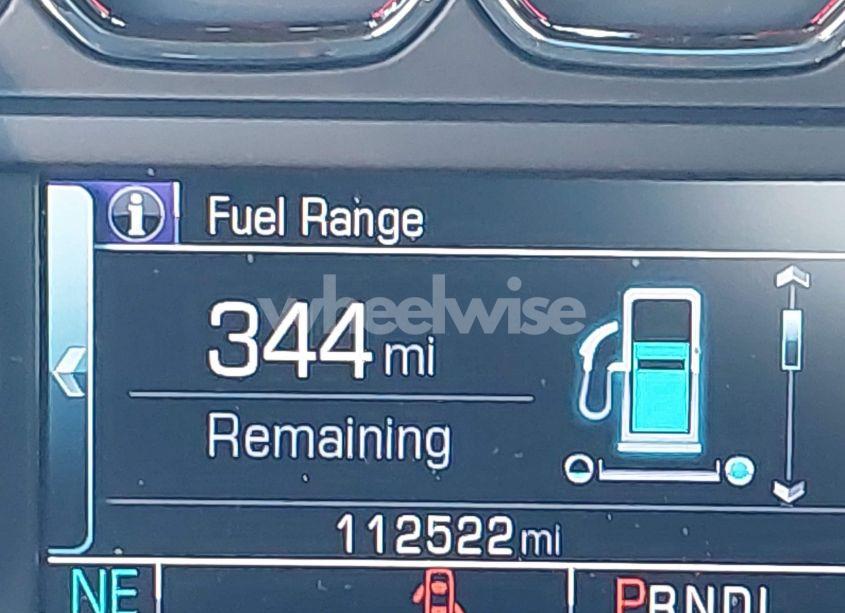 i Fuel Range
wheelwise
344 mi
Remaining
112522 mi
NE PRNDL